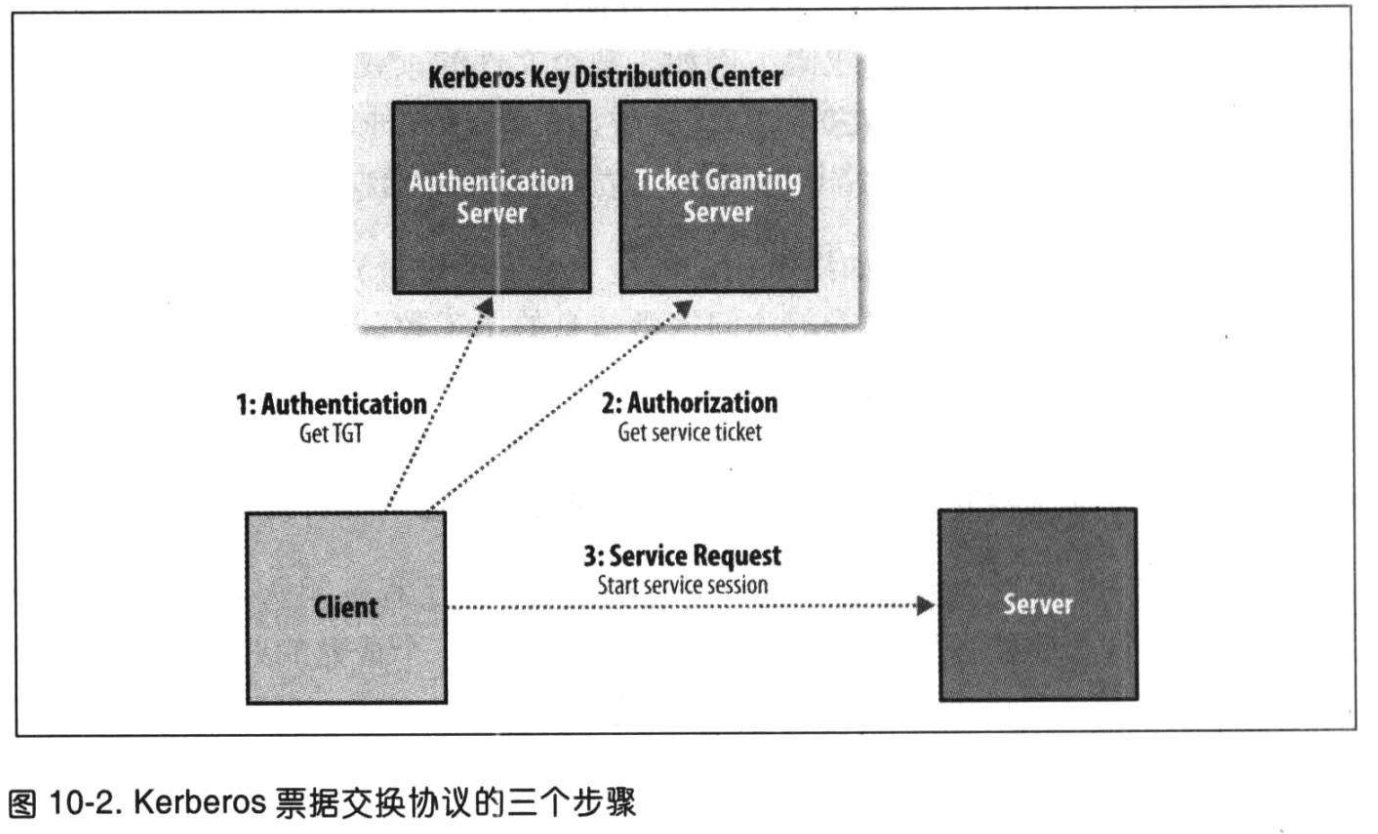 Kerberos Key Distribution Center
Authentication
Server
Ticket Granting
Server
1: Authentication
Get TGT
2: Authorization
Get service ticket
3: Service Request
Start service session
Client
Server
图 10-2. Kerberos 票据交换协议的三个步骤